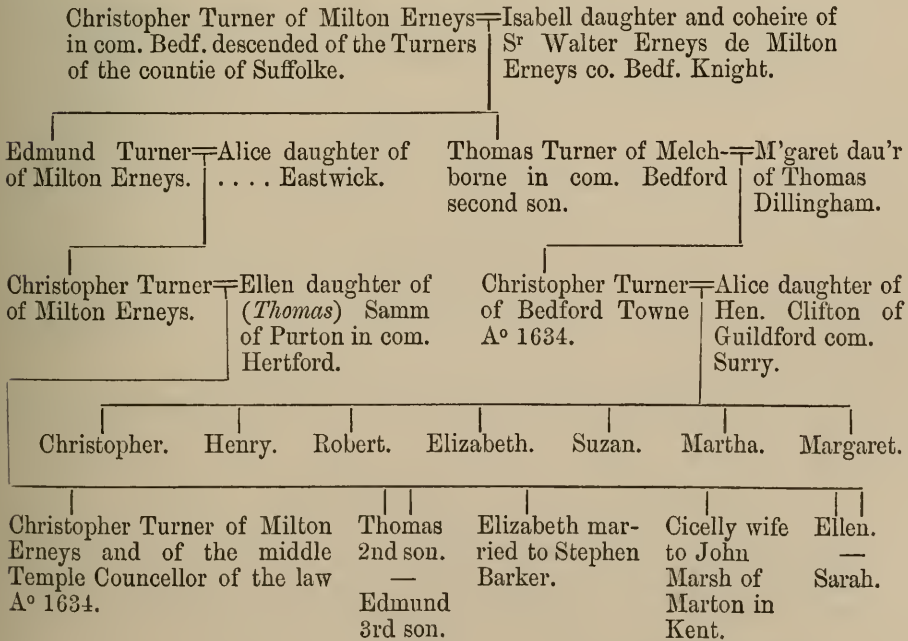 Christopher Turner of Milton Erneys=Isabell daughter and coheire of
in com. Bedf. descended of the Turners
of the countie of Suffolke.
Sr Walter Erneys de Milton
Erneys co. Bedf. Knight.
Edmund Turner=Alice daughter of
of Milton Erneys.
. . . . Eastwick.
Thomas Turner of Melch-=M'garet dau'r
borne in com. Bedford
second son.
of Thomas
Dillingham.
Christopher Turner=Ellen daughter of
of Milton Erneys.
(Thomas) Samm
of Purton in com.
Hertford.
Christopher Turner=Alice daughter of
of Bedford Towne
Aº 1634.
Hen. Clifton of
Guildford com.
Surry.
Christopher. Henry. Robert. Elizabeth. Suzan. Martha. Margaret.
Christopher Turner of Milton
Erneys and of the middle
Temple Councellor of the law
Aº 1634.
Thomas
2nd son.
—
Edmund
3rd son.
Elizabeth mar-
ried to Stephen
Barker.
Cicelly wife
to John
Marsh of
Marton in
Kent.
Ellen.
—
Sarah.